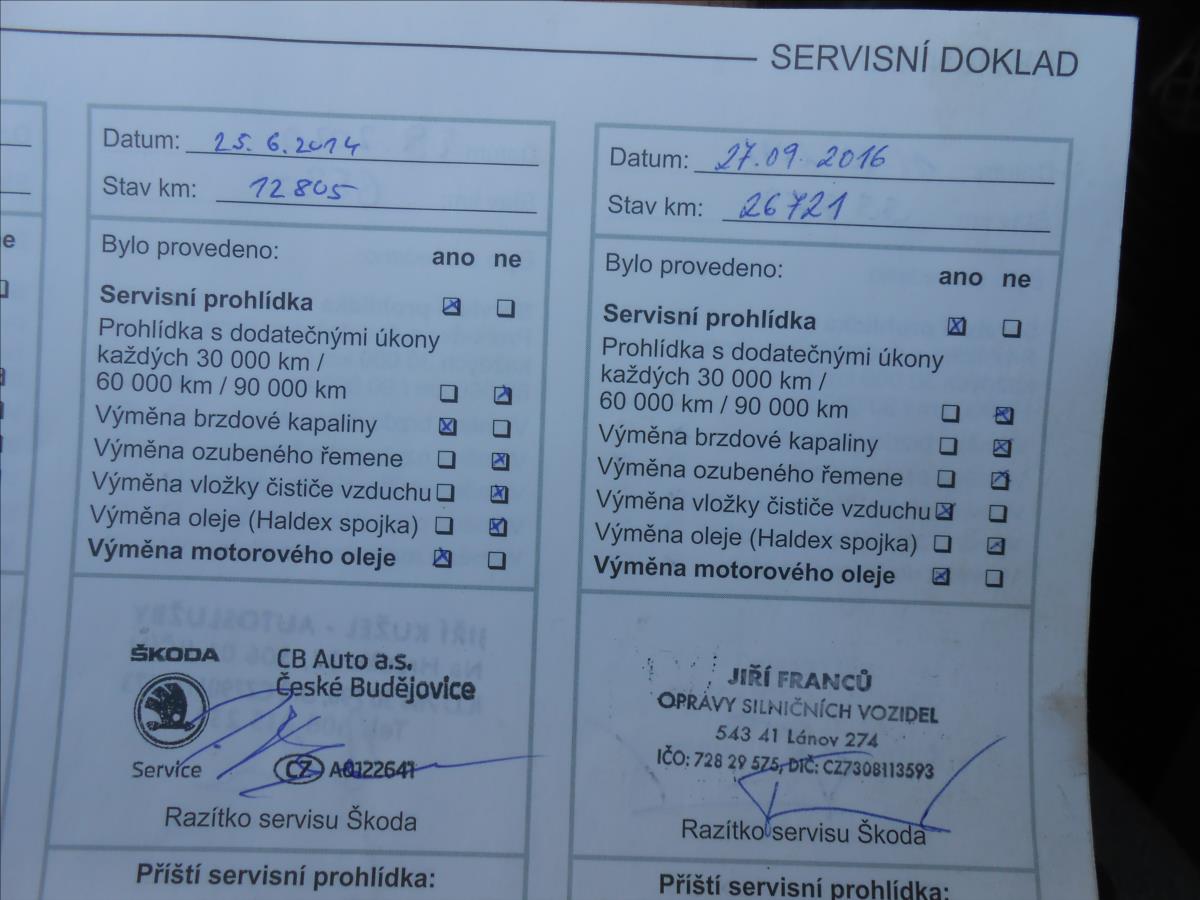 SERVISNÍ DOKLAD
Datum: 25.6.2014
Stav km: 12805
Bylo provedeno:
ano ne
Servisní prohlídka
Prohlídka s dodatečnými úkony
každých 30 000 km /
60 000 km / 90 000 km
Výměna brzdové kapaliny
Výměna ozubeného řemene
Výměna vložky čističe vzduchu
Výměna oleje (Haldex spojka)
Výměna motorového oleje
ŠKODA
CB Auto a.s.
České Budějovice
Service
CZ A0122641
Razítko servisu Škoda
Příští servisní prohlídka:
Datum: 27.09.2016
Stav km: 26721
Bylo provedeno:
ano ne
Servisní prohlídka
Prohlídka s dodatečnými úkony
každých 30 000 km /
60 000 km / 90 000 km
Výměna brzdové kapaliny
Výměna ozubeného řemene
Výměna vložky čističe vzduchu
Výměna oleje (Haldex spojka)
Výměna motorového oleje
JIŘÍ FRANCŮ
OPRAVY SILNIČNÍCH VOZIDEL
543 41 Lánov 274
IČO: 728 29 575, DIČ: CZ7308113593
Razítko servisu Škoda
Příští servisní prohlídka: